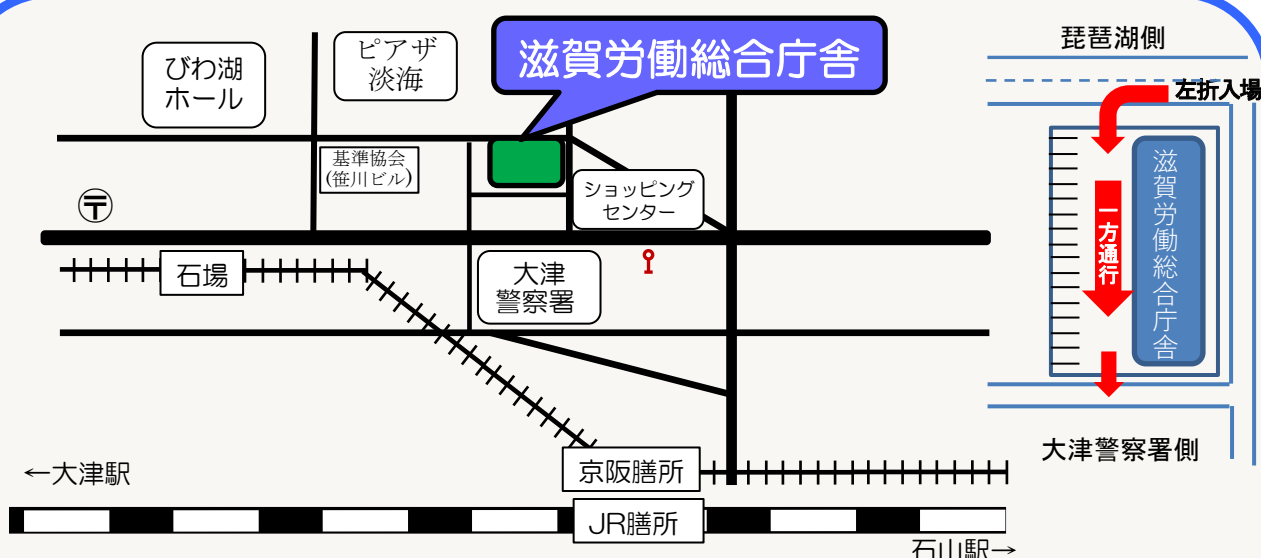 びわ湖
ホール
ピアザ
淡海
滋賀労働総合庁舎
琵琶湖側
左折入場
基準協会
(笹川ビル)
ショッピング
センター
〒
石場
大津
警察署
一方通行
滋賀労働総合庁舎
大津警察署側
←大津駅
京阪膳所
JR膳所
石山駅→